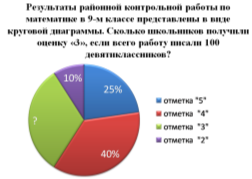 Результаты районной контрольной работы по
математике в 9-м классе представлены в виде
круговой диаграммы. Сколько школьников получили
оценку «3», если всего работу писали 100
девятиклассников?
10%
25%
?
40%
отметка "5"
отметка "4"
отметка "3"
отметка "2"